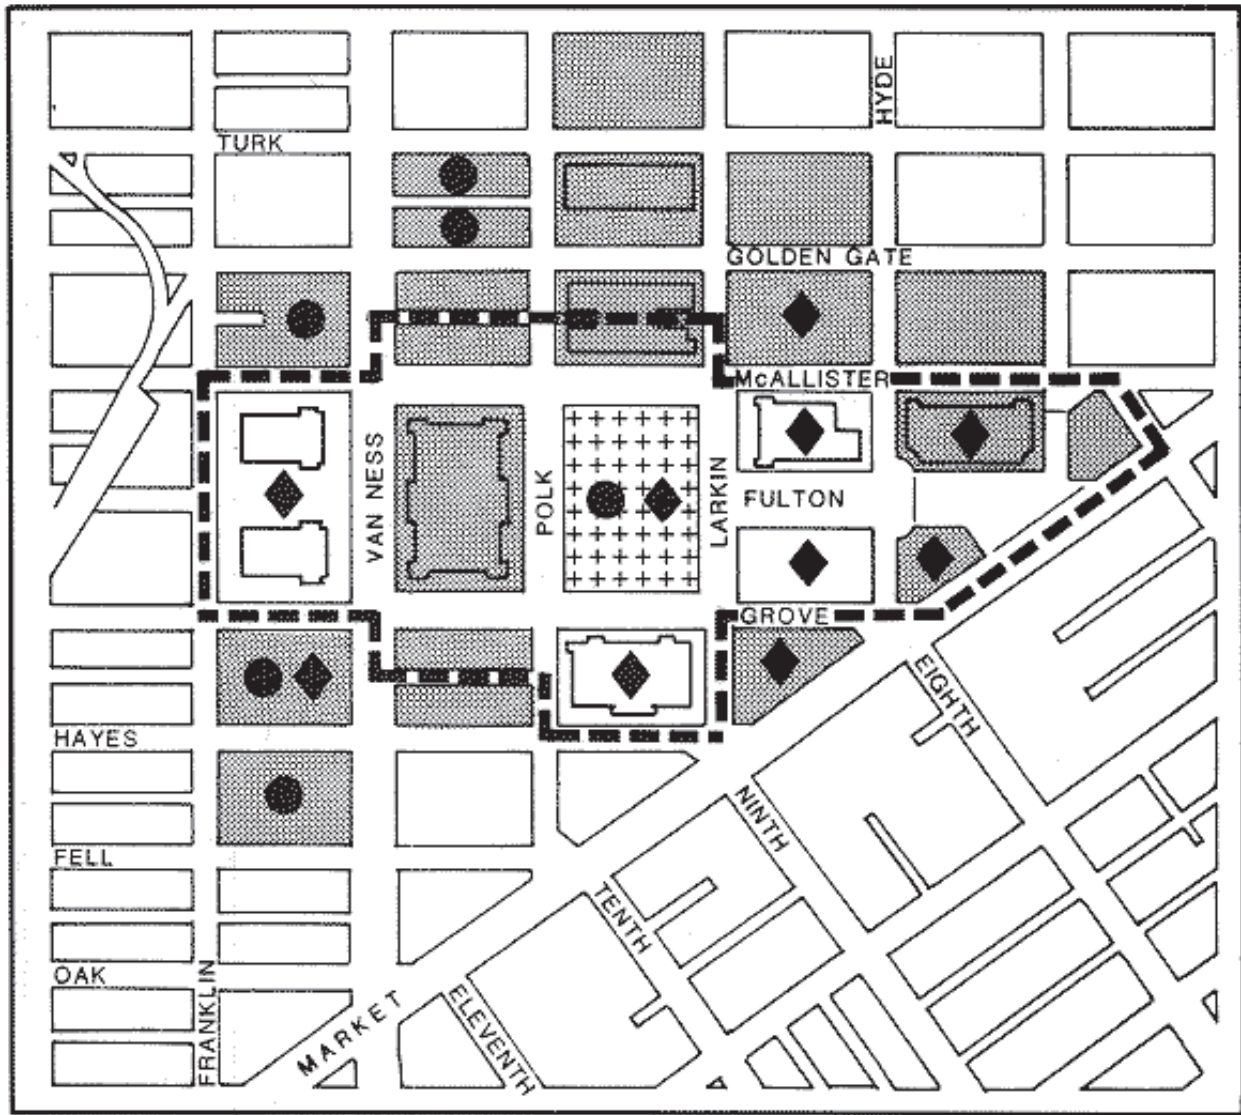 HYDE
TURK
GOLDEN GATE
McALLISTER
VAN NESS
POLK
LARKIN
FULTON
GROVE
EIGHTH
HAYES
NINTH
FELL
TENTH
OAK
FRANKLIN
MARKET
ELEVENTH